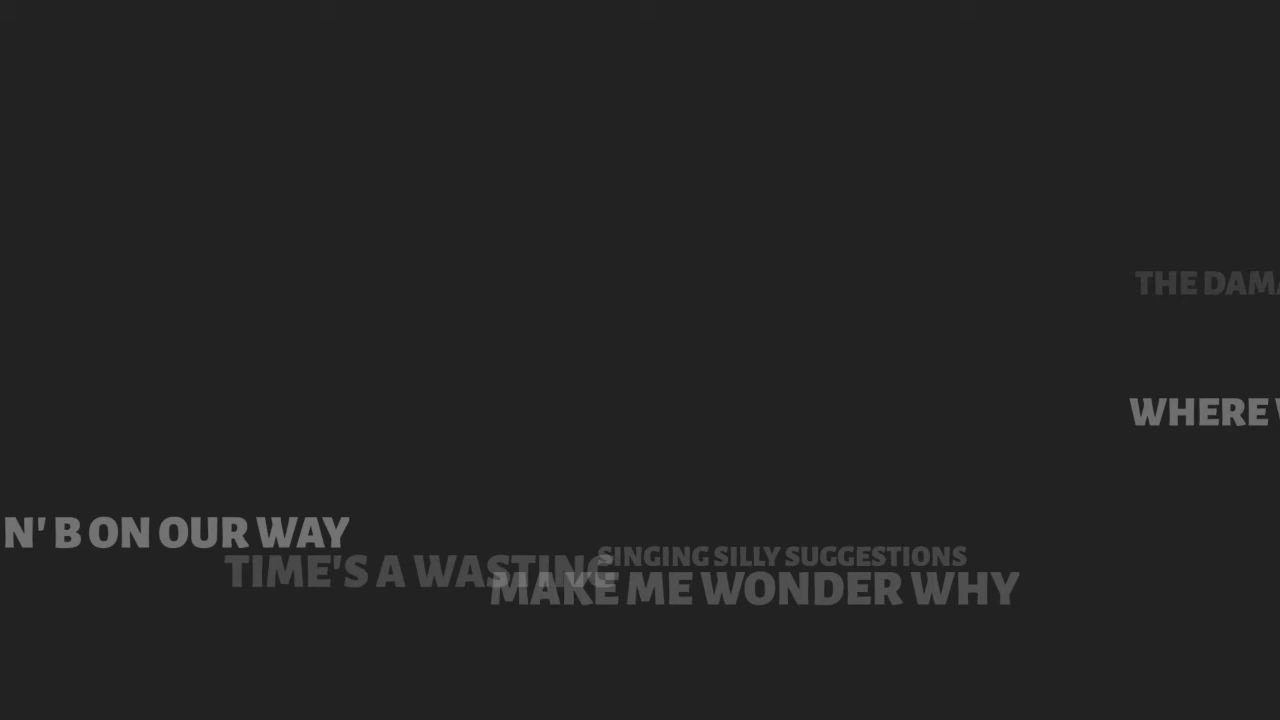 THE DAM
WHERE
N' B ON OUR WAY
TIME'S A WASTING
SINGING SILLY SUGGESTIONS
MAKE ME WONDER WHY